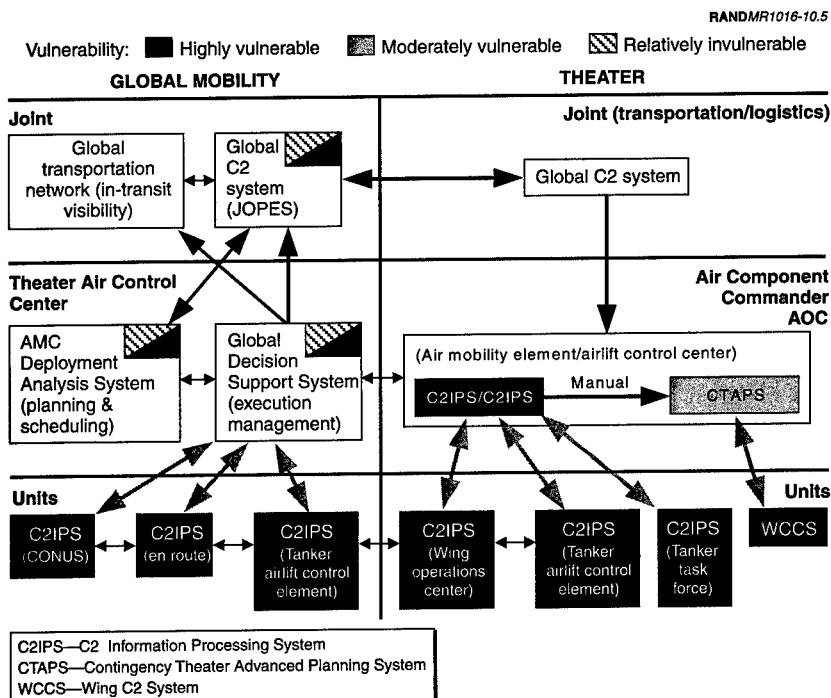 RANDMR1016-10.5
Vulnerability: Highly vulnerable Moderately vulnerable Relatively invulnerable
GLOBAL MOBILITY
THEATER
Joint
Joint (transportation/logistics)
Global
transportation
network (in-transit
visibility)
Global
C2
system
(JOPES)
Global C2 system
Theater Air Control
Center
Air Component
Commander
AOC
AMC
Deployment
Analysis System
(planning &
scheduling)
Global
Decision
Support System
(execution
management)
(Air mobility element/airlift control center)
C2IPS/C2IPS
Manual
CTAPS
Units
Units
C2IPS
(CONUS)
C2IPS
(en route)
C2IPS
(Tanker
airlift control
element)
C2IPS
(Wing
operations
center)
C2IPS
(Tanker
airlift control
element)
C2IPS
(Tanker
task
force)
WCCS
C2IPS—C2 Information Processing System
CTAPS—Contingency Theater Advanced Planning System
WCCS—Wing C2 System